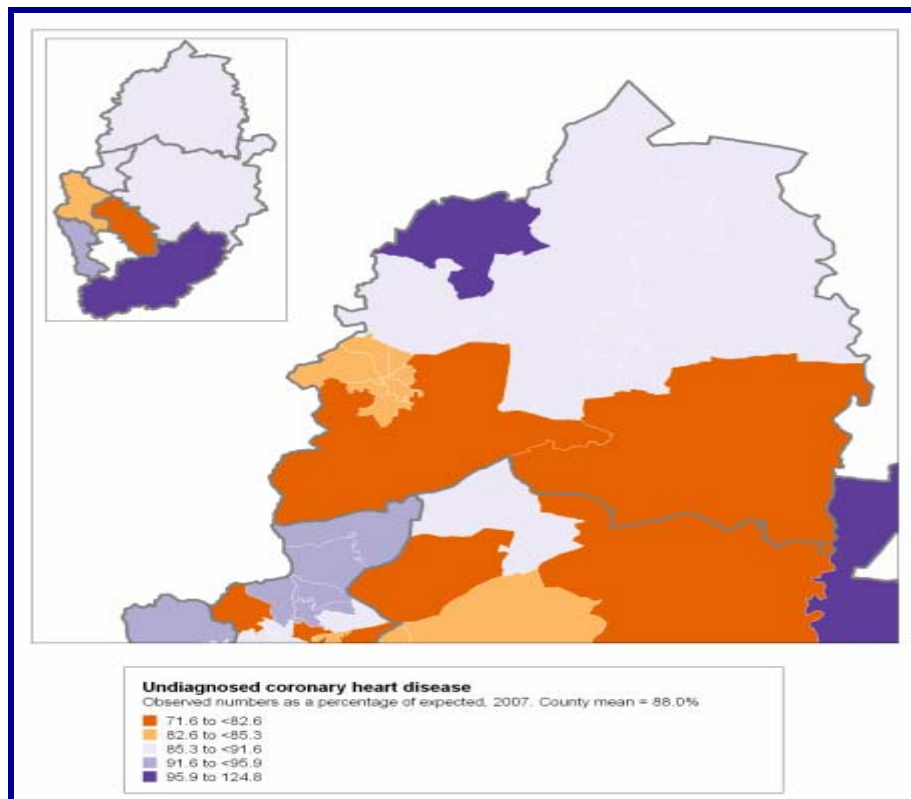 Undiagnosed coronary heart disease
Observed numbers as a percentage of expected, 2007. County mean = 88.0%
71.6 to <82.6
82.6 to <85.3
85.3 to <91.6
91.6 to <95.9
95.9 to 124.8